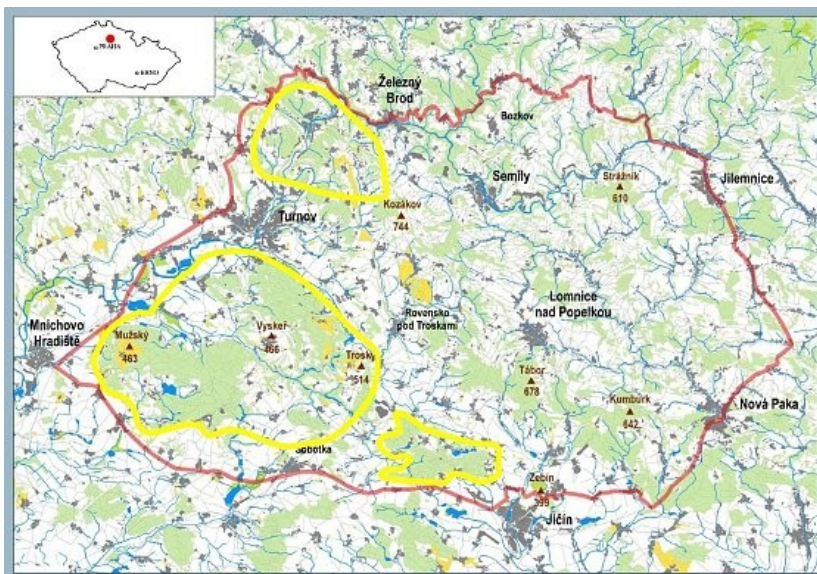 PRAHA
BRNO
Železný
Brod
Bozkov
Semily
Strážník
610
Jilemnice
Kozákov
744
Turnov
Rovensko
pod Troskami
Lomnice
nad Popelkou
Mnichovo
Hradiště
Mužský
463
Vyskeř
466
Trosky
514
Tábor
678
Kumburk
642
Nová Paka
Sobotka
Zebín
399
Jičín